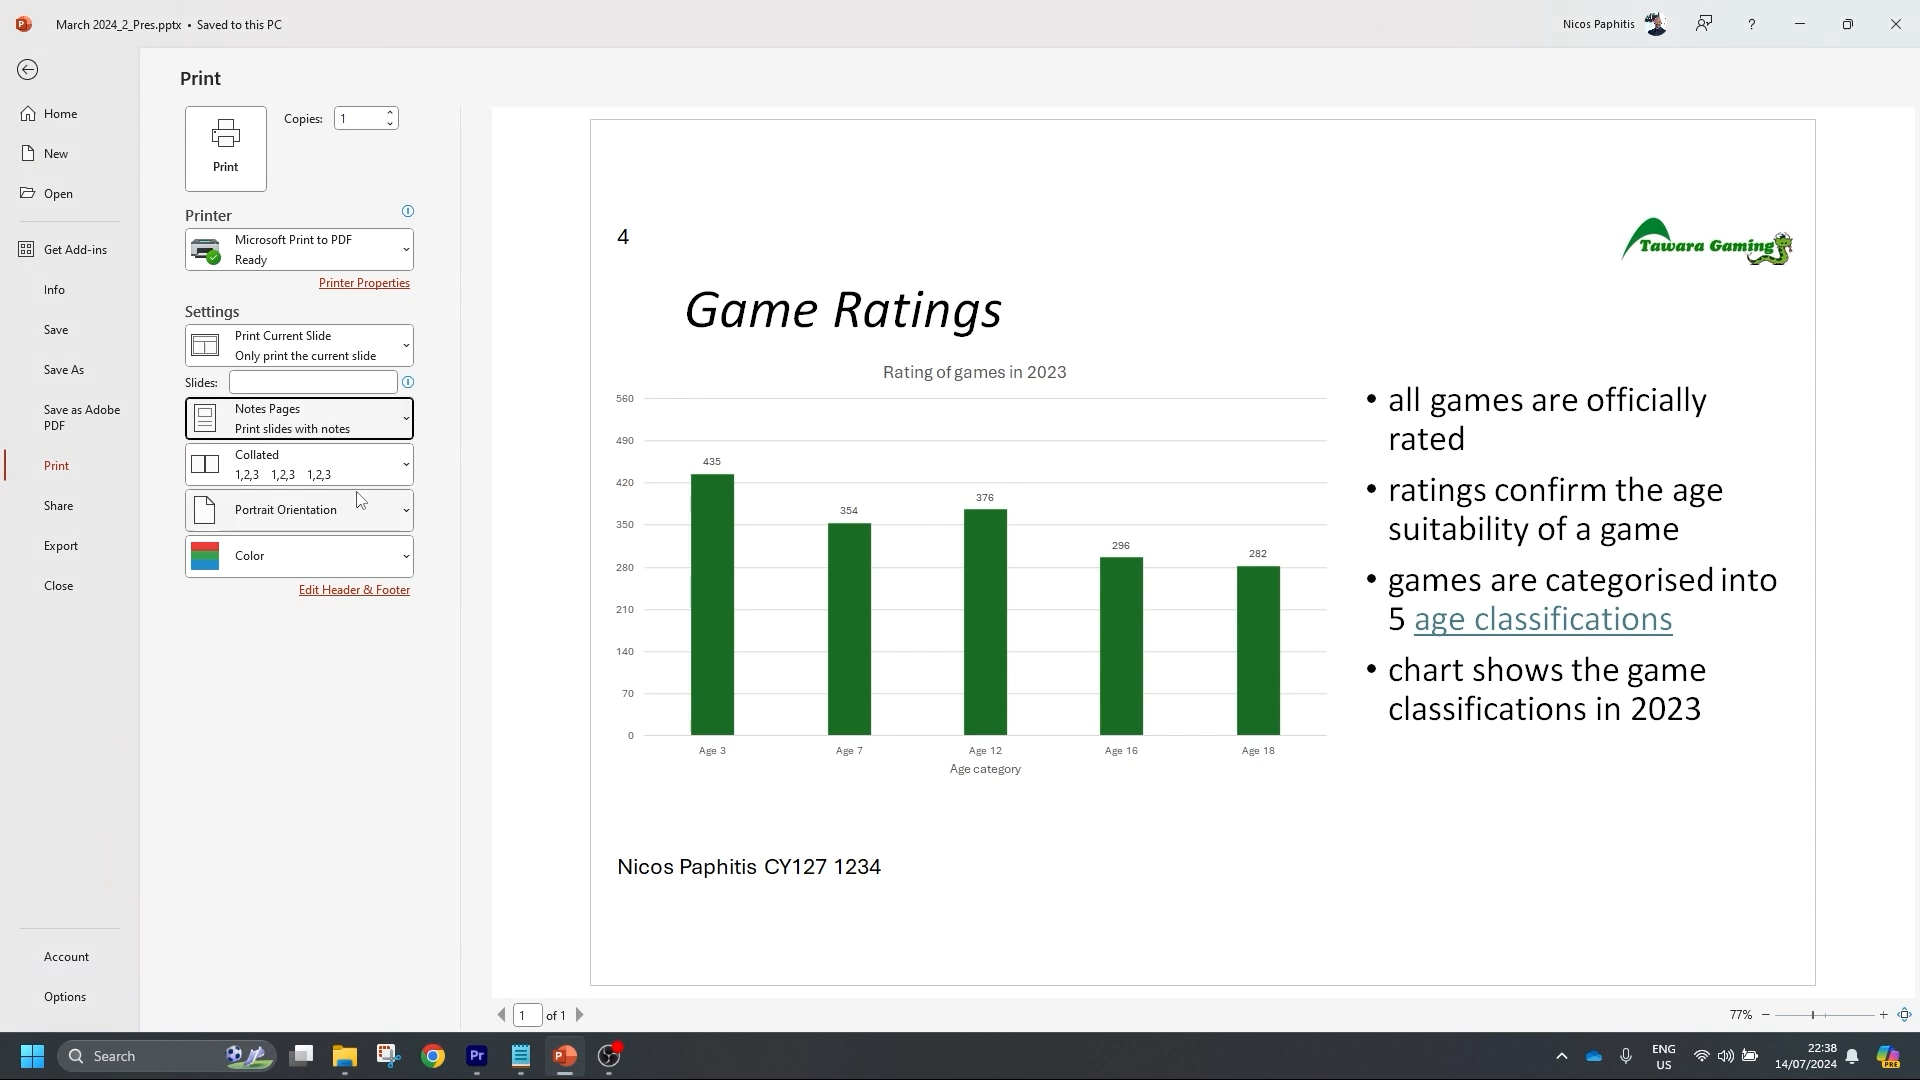 March 2024_2_Pres.pptx • Saved to this PC
Nicos Paphitis
?
Print
Home
New
Open
Get Add-ins
Info
Save
Save As
Save as Adobe
PDF
Print
Share
Export
Close
Account
Options
Print
Copies: 1
Printer
Microsoft Print to PDF
Ready
Printer Properties
Settings
Print Current Slide
Only print the current slide
Slides:
Notes Pages
Print slides with notes
Collated
1,2,3 1,2,3 1,2,3
Portrait Orientation
Color
Edit Header & Footer
4
Tawara Gaming
Game Ratings
Rating of games in 2023
560
490
420
350
280
210
140
70
0
435
354
376
296
282
Age 3
Age 7
Age 12
Age 16
Age 18
Age category
• all games are officially
rated
• ratings confirm the age
suitability of a game
• games are categorised into
5 age classifications
• chart shows the game
classifications in 2023
Nicos Paphitis CY127 1234
1 of 1
77%
Search
Pr
P
ENG
US
22:38
14/07/2024
PRE